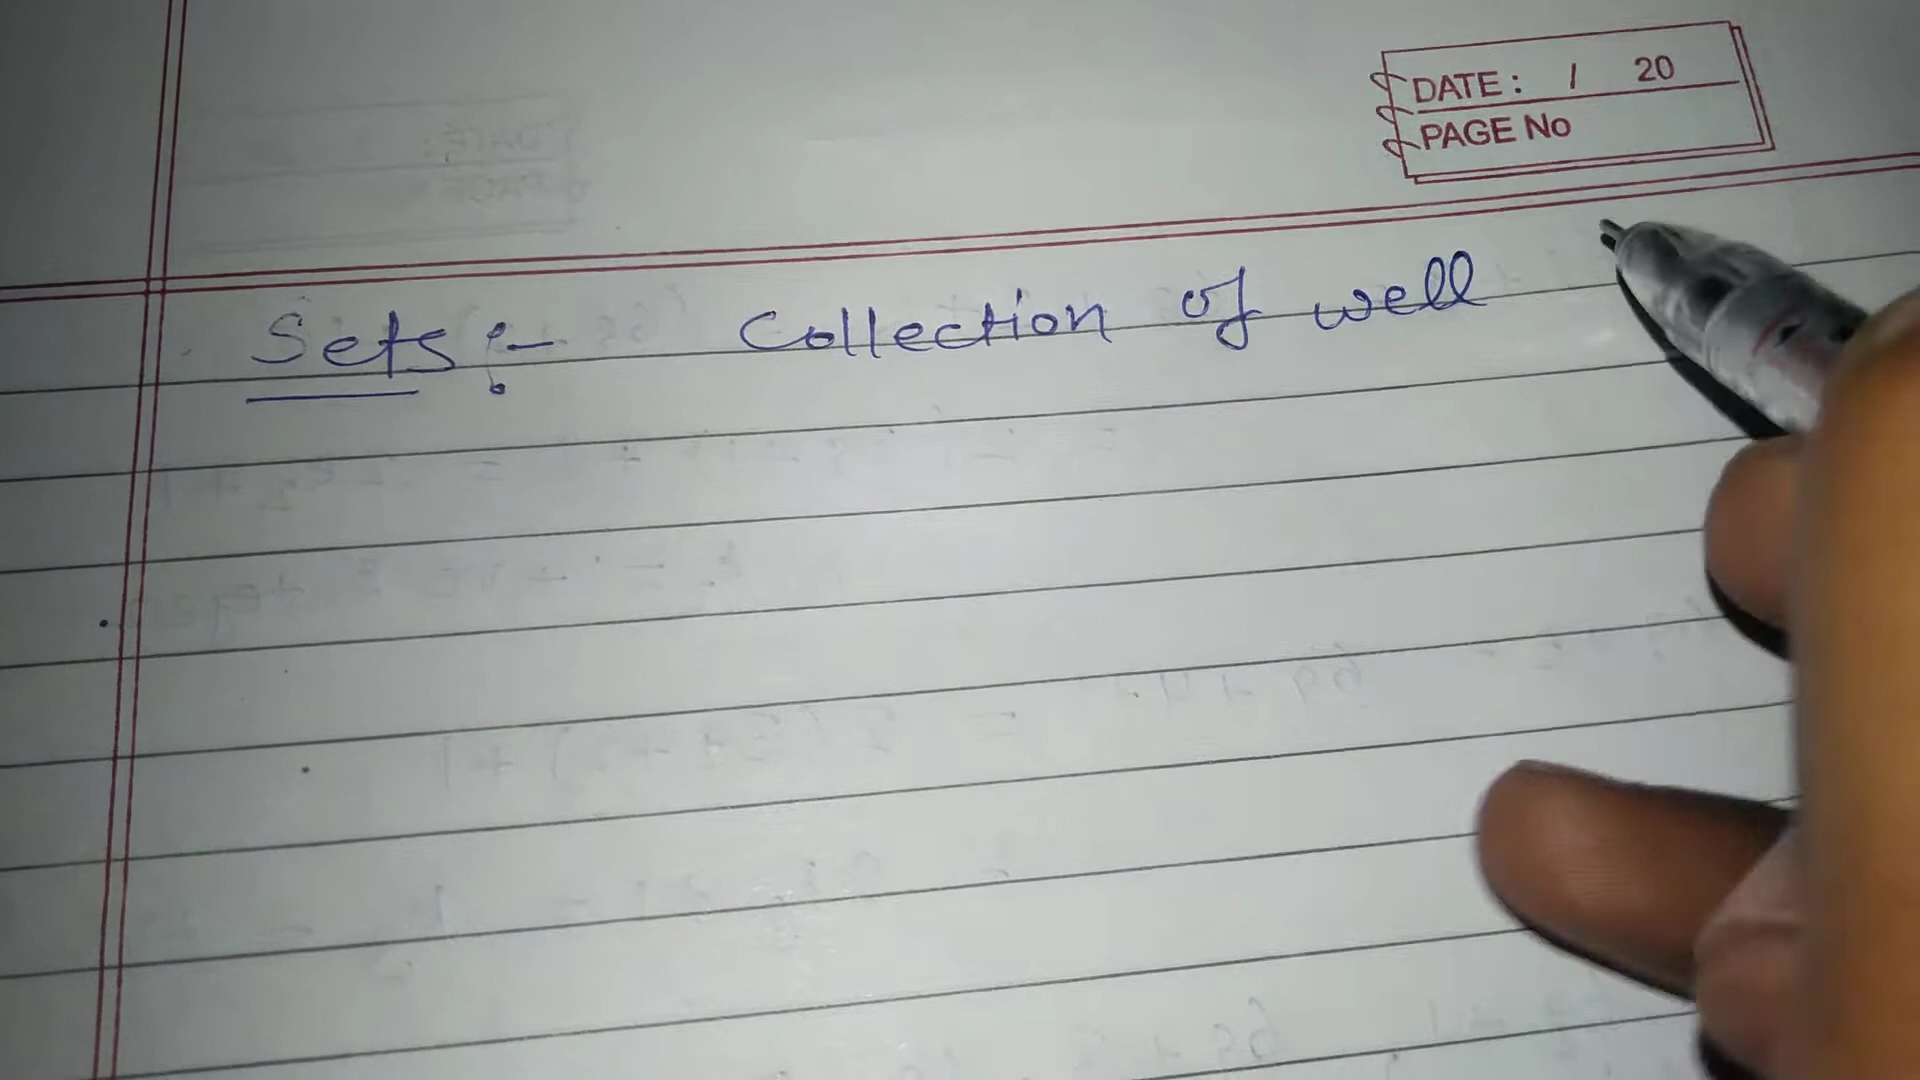 DATE: / 20
PAGE No
Sets :- Collection of well